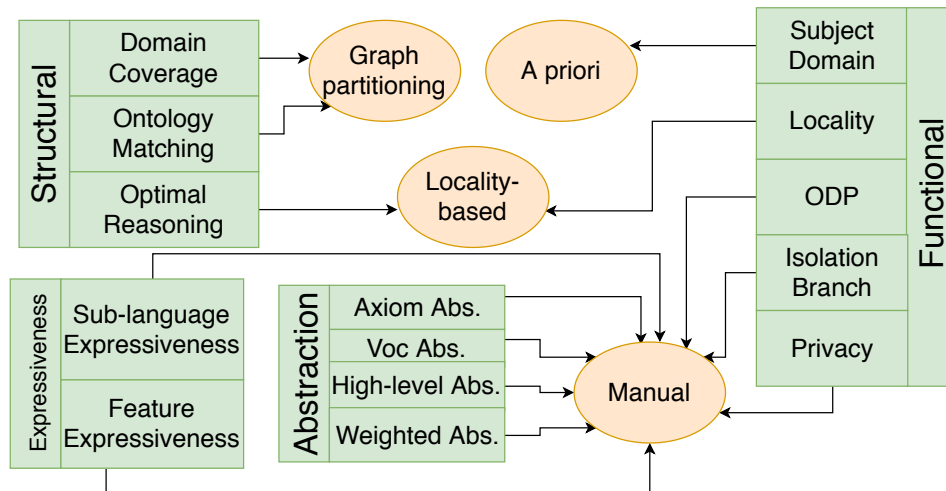 Structural
Domain
Coverage
Ontology
Matching
Optimal
Reasoning
Graph
partitioning
A priori
Locality-
based
Subject
Domain
Locality
ODP
Isolation
Branch
Privacy
Functional
Expressiveness
Sub-language
Expressiveness
Feature
Expressiveness
Abstraction
Axiom Abs.
Voc Abs.
High-level Abs.
Weighted Abs.
Manual